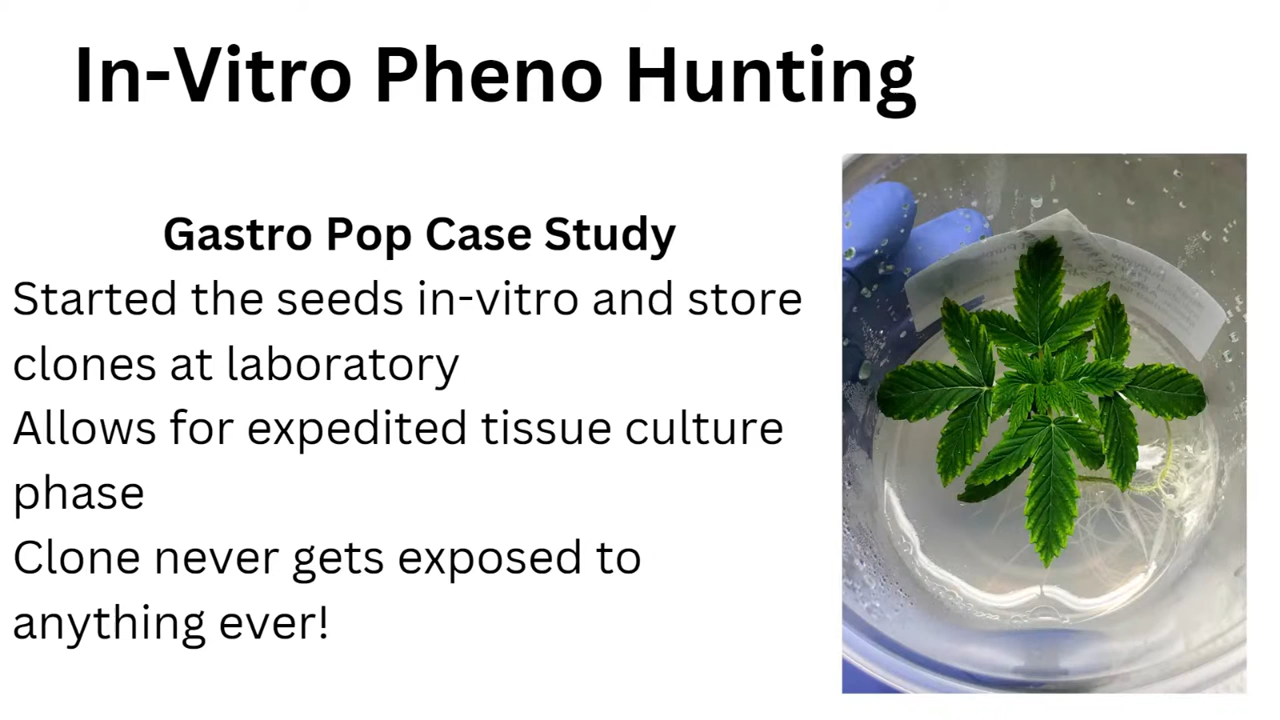 In-Vitro Pheno Hunting
Gastro Pop Case Study
Started the seeds in-vitro and store
clones at laboratory
Allows for expedited tissue culture
phase
Clone never gets exposed to
anything ever!